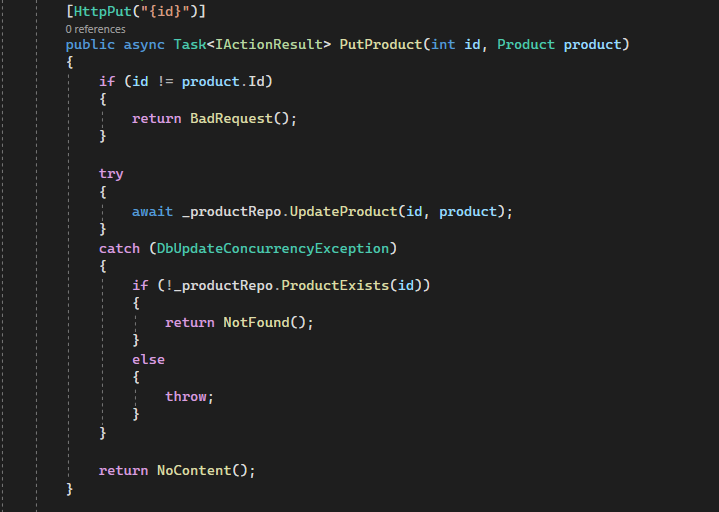 [HttpPut("{id}")]
0 references
public async Task<IActionResult> PutProduct(int id, Product product)
{
if (id != product.Id)
{
return BadRequest();
}
try
{
await _productRepo.UpdateProduct(id, product);
}
catch (DbUpdateConcurrencyException)
{
if (!_productRepo.ProductExists(id))
{
return NotFound();
}
else
{
throw;
}
}
return NoContent();
}